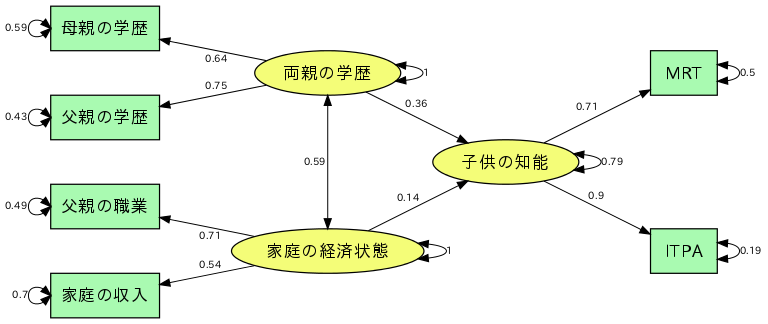 0.59
母親の学歴
0.64
両親の学歴
1
MRT
0.5
0.43
父親の学歴
0.75
0.36
0.71
0.59
子供の知能
0.79
0.49
父親の職業
0.14
0.9
0.71
家庭の経済状態
1
ITPA
0.19
0.7
家庭の収入
0.54